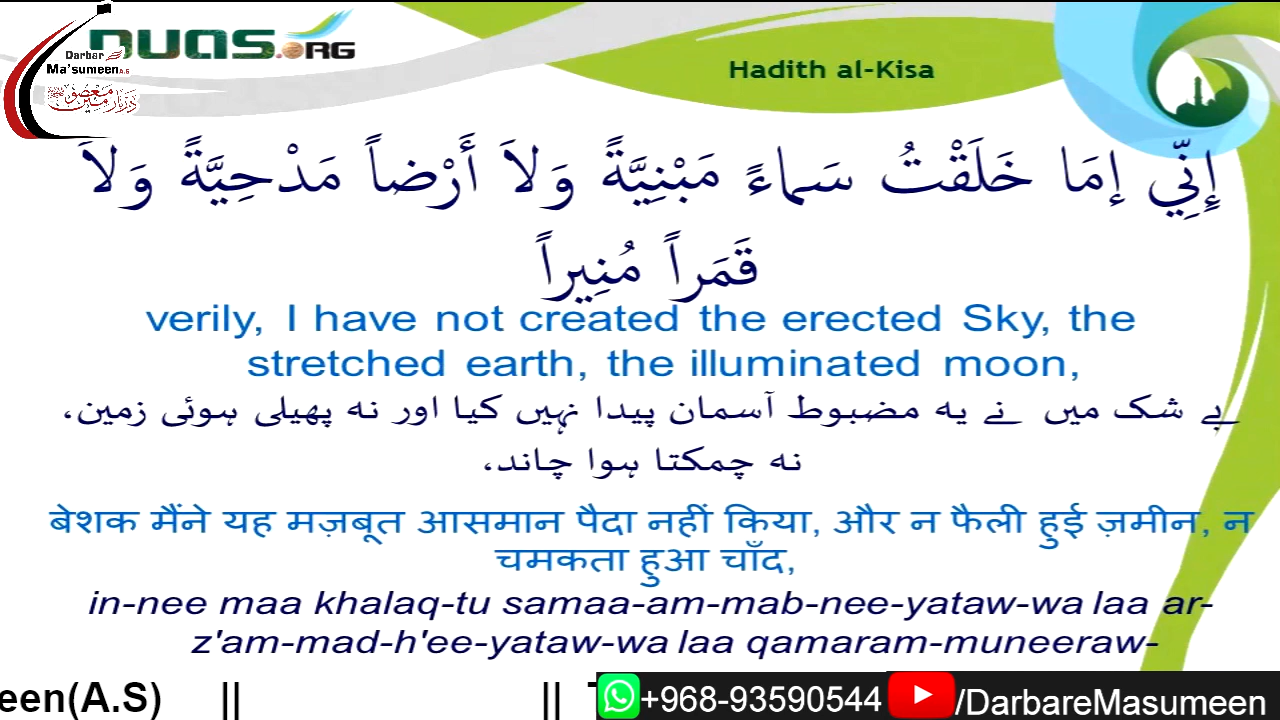 DUAS.ORG
Darbar
Ma'sumeen A.S
Hadith al-Kisa
إِنِّي إمَا خَلَقْتُ سَماءً مَبْنِيَّةً وَلاَ أَرْضاً مَدْحِيَّةً وَلاَ
قَمَراً مُنِيراً
verily, I have not created the erected Sky, the
stretched earth, the illuminated moon,
بے شک میں نے یہ مضبوط آسمان پیدا نہیں کیا اور نہ پھیلی ہوئی زمین،
نہ چمکتا ہوا چاند،
बेशक मैंने यह मज़बूत आसमान पैदा नहीं किया, और न फैली हुई ज़मीन, न
चमकता हुआ चाँद,
in-nee maa khalaq-tu samaa-am-mab-nee-yataw-wa laa ar-
z'am-mad-h'ee-yataw-wa laa qamaram-muneeraw-
een(A.S) || || +968-93590544 /DarbareMasumeen